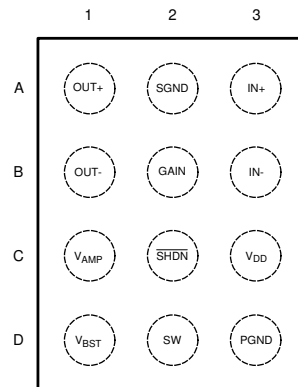 1 2 3
A OUT+ SGND IN+
B OUT- GAIN IN-
C VAMP SHDN VDD
D VBST SW PGND